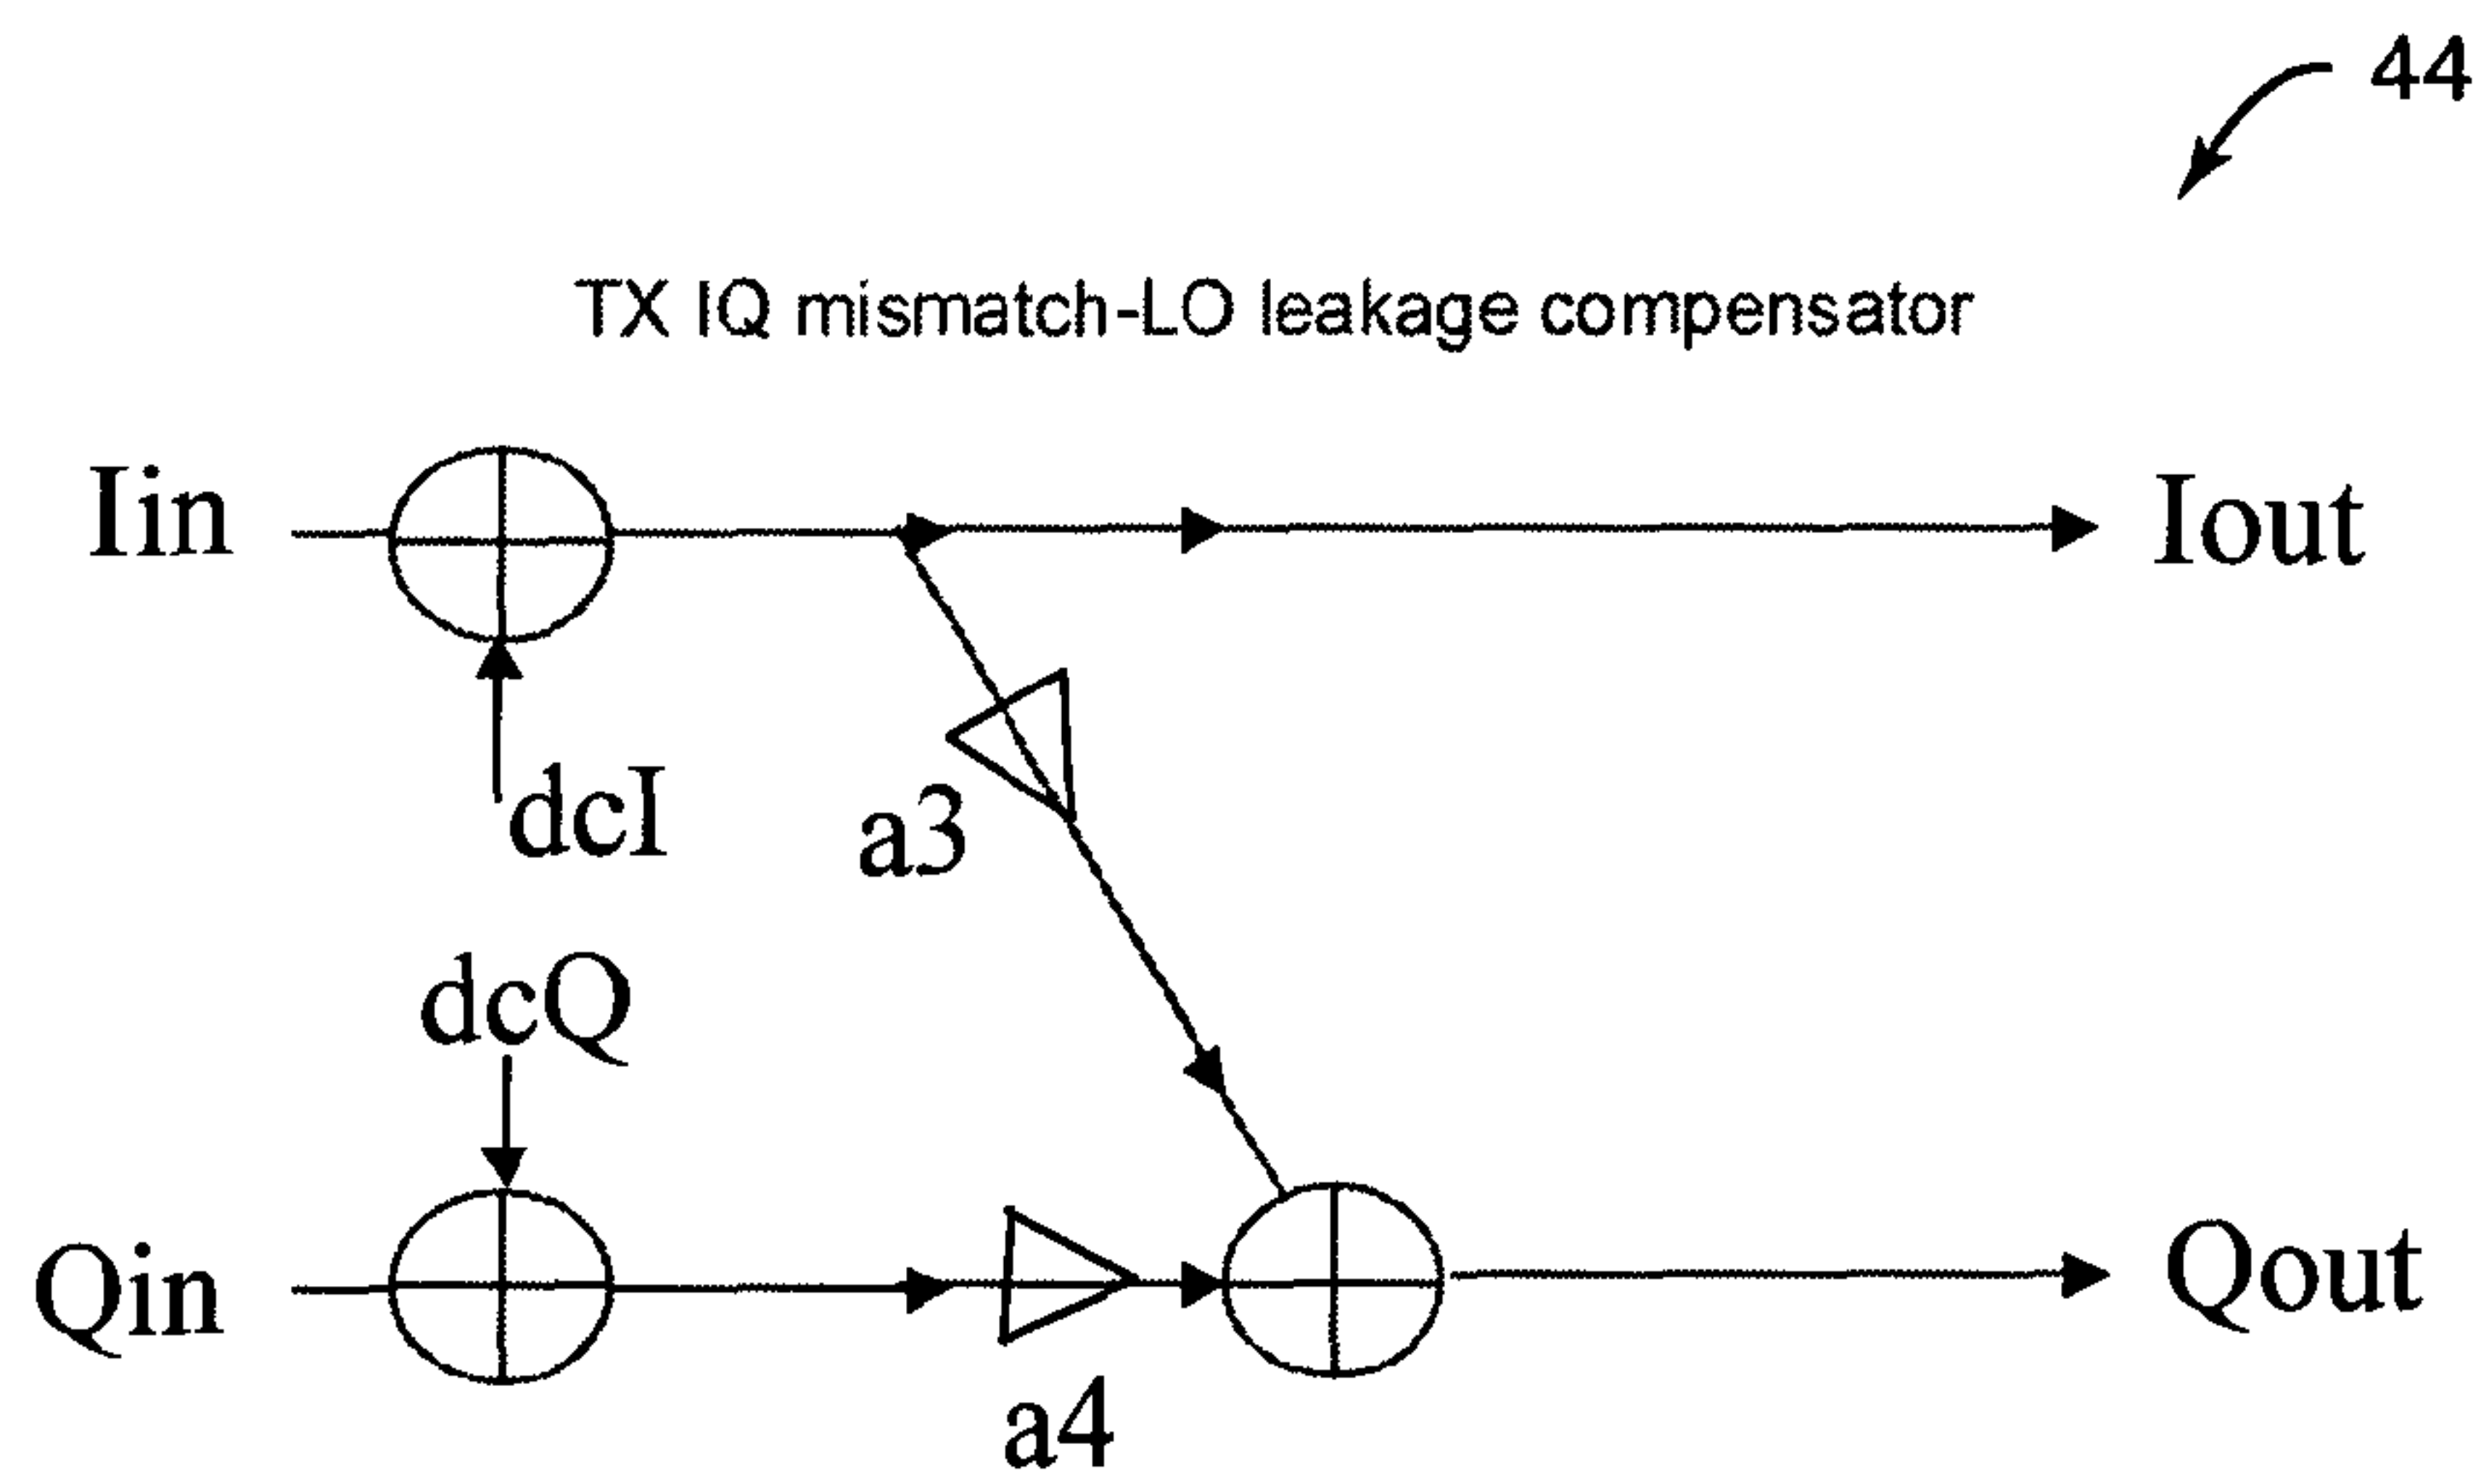 44
TX IQ mismatch-LO leakage compensator
Iin
Iout
dcI
a3
dcQ
Qin
Qout
a4